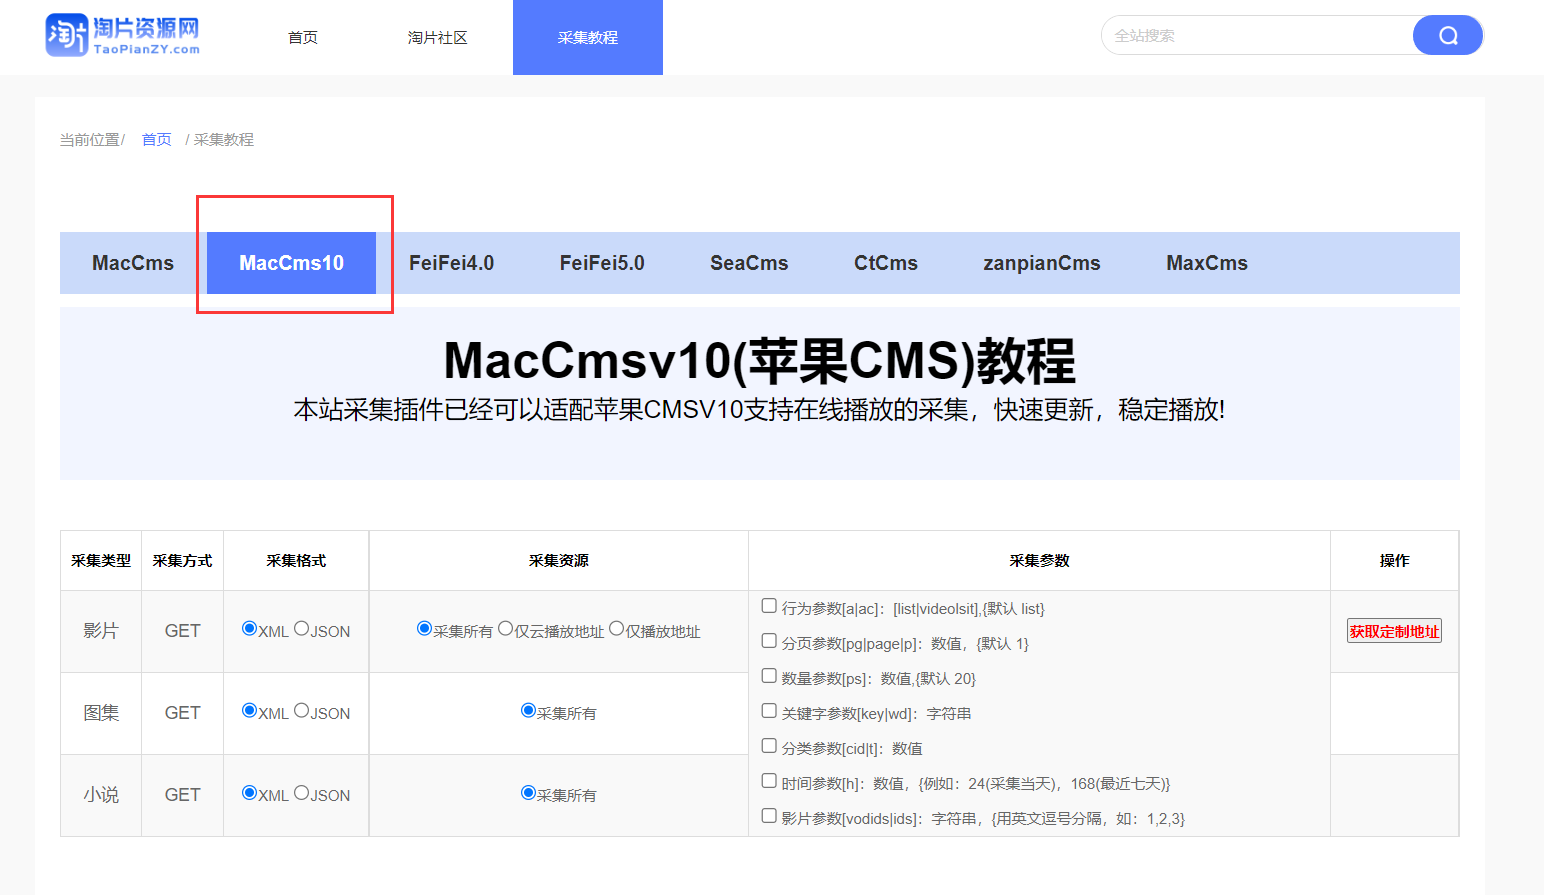 淘片 淘片资源网
TaoPianZY.com
首页 淘片社区 采集教程
全站搜索
当前位置/ 首页 / 采集教程
MacCms MacCms10 FeiFei4.0 FeiFei5.0 SeaCms CtCms zanpianCms MaxCms
MacCmsv10(苹果CMS)教程
本站采集插件已经可以适配苹果CMSV10支持在线播放的采集，快速更新，稳定播放!
采集类型 采集方式 采集格式 采集资源 采集参数 操作
影片 GET XML JSON 采集所有 仅云播放地址 仅播放地址 获取定制地址
行为参数[a|ac]：[list|videolsit],{默认 list}
分页参数[pg|page|p]：数值，{默认 1}
数量参数[ps]：数值,{默认 20}
图集 GET XML JSON 采集所有
关键字参数[key|wd]：字符串
分类参数[cid|t]：数值
小说 GET XML JSON 采集所有
时间参数[h]：数值，{例如：24(采集当天)，168(最近七天)}
影片参数[vodids|ids]：字符串，{用英文逗号分隔，如：1,2,3}